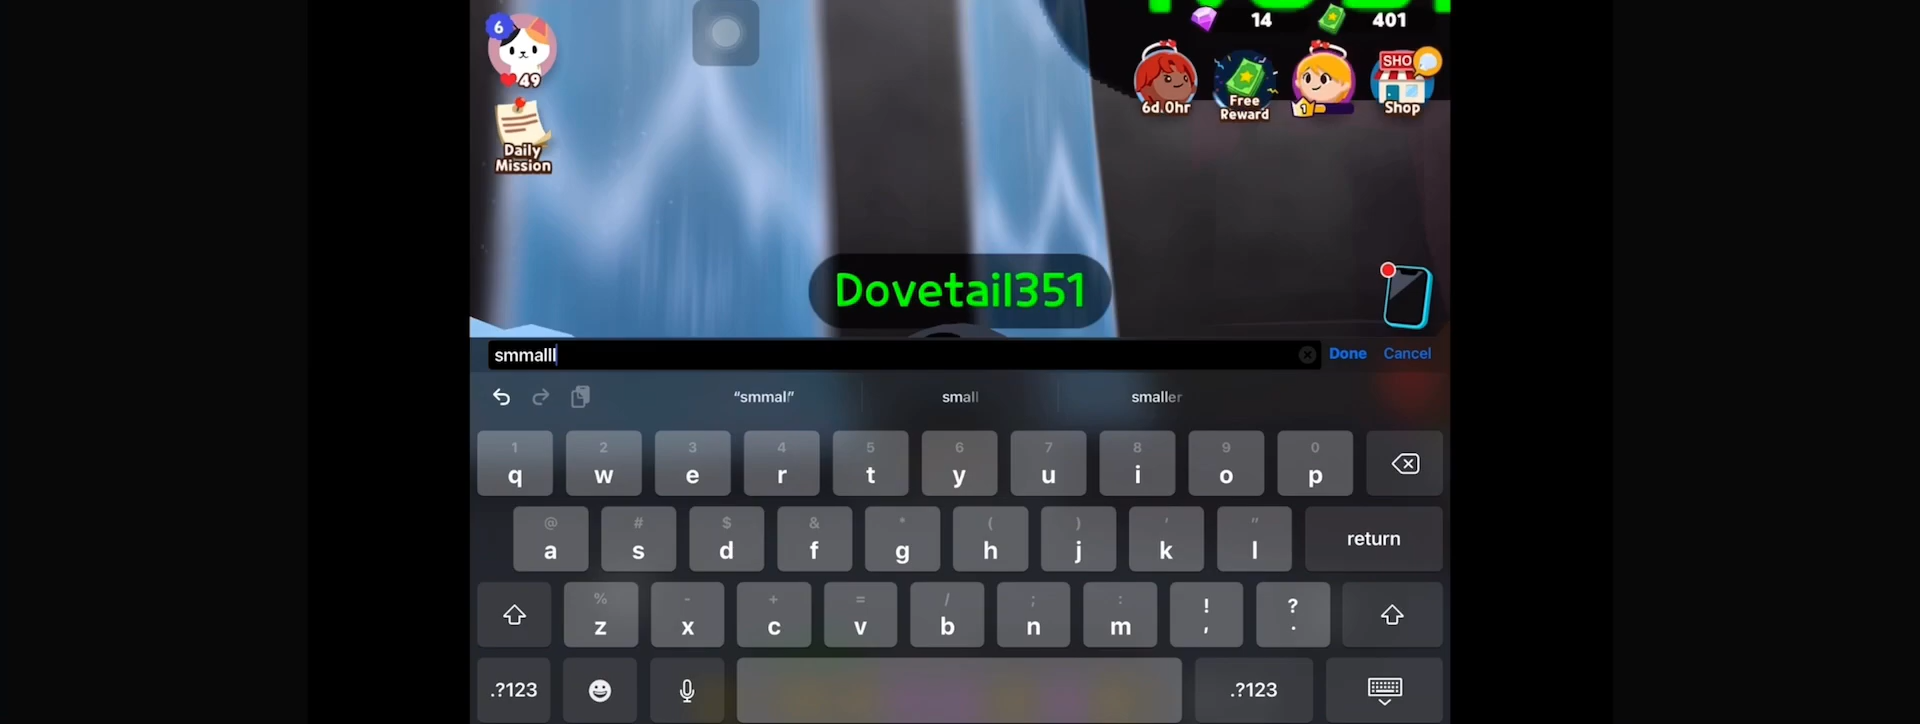 6
14
401
49
SHO
6d.0hr
Free
Reward
1
Shop
Daily
Mission
Dovetail351
smmalll
Done
Cancel
“smmal”
small
smaller
1 2 3 4 5 6 7 8 9 0
q w e r t y u i o p
@ # $ & * ( ) ' "
a s d f g h j k l
return
% - + = / ; : ! ?
z x c v b n m , .
.?123
.?123